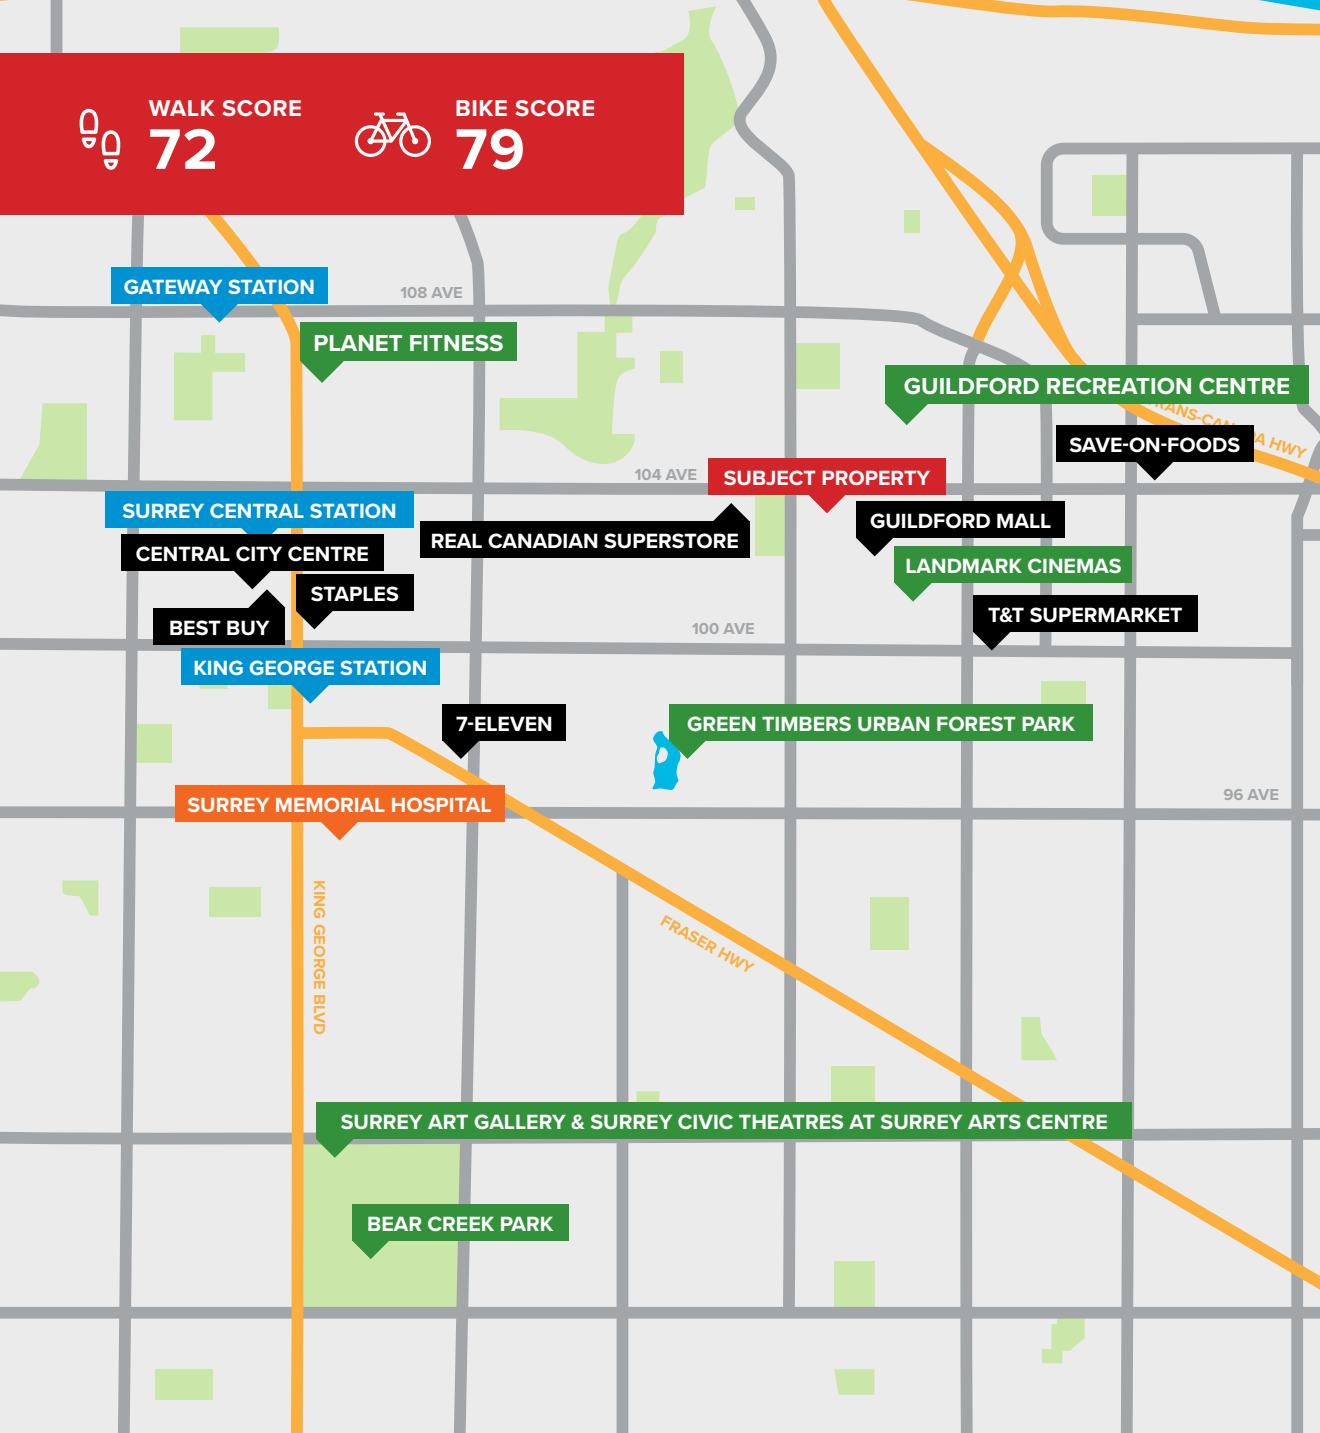 WALK SCORE
72
BIKE SCORE
79
GATEWAY STATION
108 AVE
PLANET FITNESS
GUILDFORD RECREATION CENTRE
SAVE-ON-FOODS
HWY
104 AVE
SUBJECT PROPERTY
SURREY CENTRAL STATION
GUILDFORD MALL
REAL CANADIAN SUPERSTORE
CENTRAL CITY CENTRE
LANDMARK CINEMAS
STAPLES
T&T SUPERMARKET
BEST BUY
100 AVE
KING GEORGE STATION
7-ELEVEN
GREEN TIMBERS URBAN FOREST PARK
SURREY MEMORIAL HOSPITAL
96 AVE
KING GEORGE BLVD
FRASER HWY
SURREY ART GALLERY & SURREY CIVIC THEATRES AT SURREY ARTS CENTRE
BEAR CREEK PARK